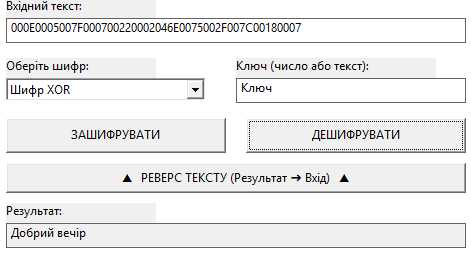 Вхідний текст:
000E0005007F000700220002046E0075002F007C00180007
Оберіть шифр: Ключ (число або текст):
Шифр XOR Ключ
ЗАШИФРУВАТИ ДЕШИФРУВАТИ
▲ РЕВЕРС ТЕКСТУ (Результат ➔ Вхід) ▲
Результат:
Добрий вечір